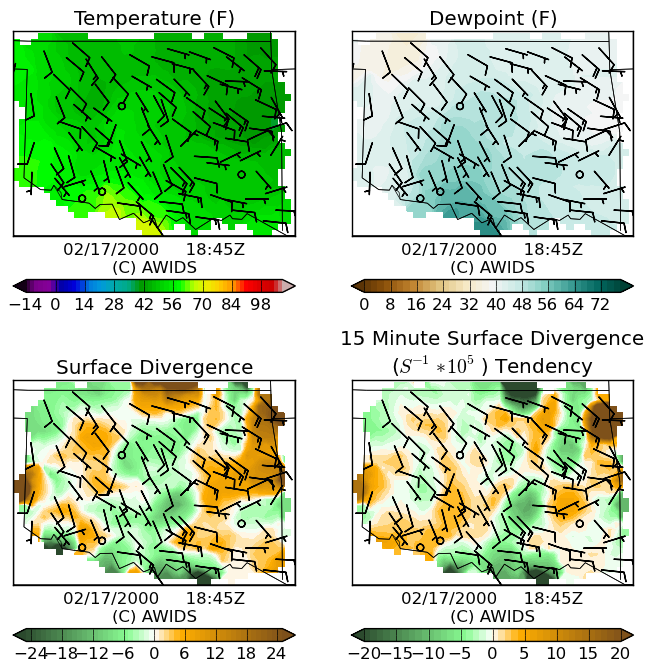 Temperature (F)
Dewpoint (F)
02/17/2000 18:45Z
(C) AWIDS
02/17/2000 18:45Z
(C) AWIDS
−14 0 14 28 42 56 70 84 98
0 8 16 24 32 40 48 56 64 72
Surface Divergence
15 Minute Surface Divergence
(S⁻¹ *10⁵ ) Tendency
02/17/2000 18:45Z
(C) AWIDS
02/17/2000 18:45Z
(C) AWIDS
−24 −18 −12 −6 0 6 12 18 24
−20 −15 −10 −5 0 5 10 15 20